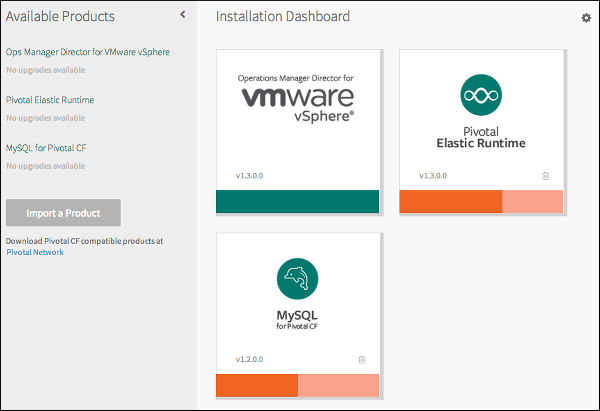 Available Products
Ops Manager Director for VMware vSphere
No upgrades available
Pivotal Elastic Runtime
No upgrades available
MySQL for Pivotal CF
No upgrades available
Import a Product
Download Pivotal CF compatible products at
Pivotal Network
Installation Dashboard
Operations Manager Director for
vmware
vSphere®
v1.3.0.0
Pivotal
Elastic Runtime
v1.3.0.0
MySQL
for Pivotal CF
v1.2.0.0